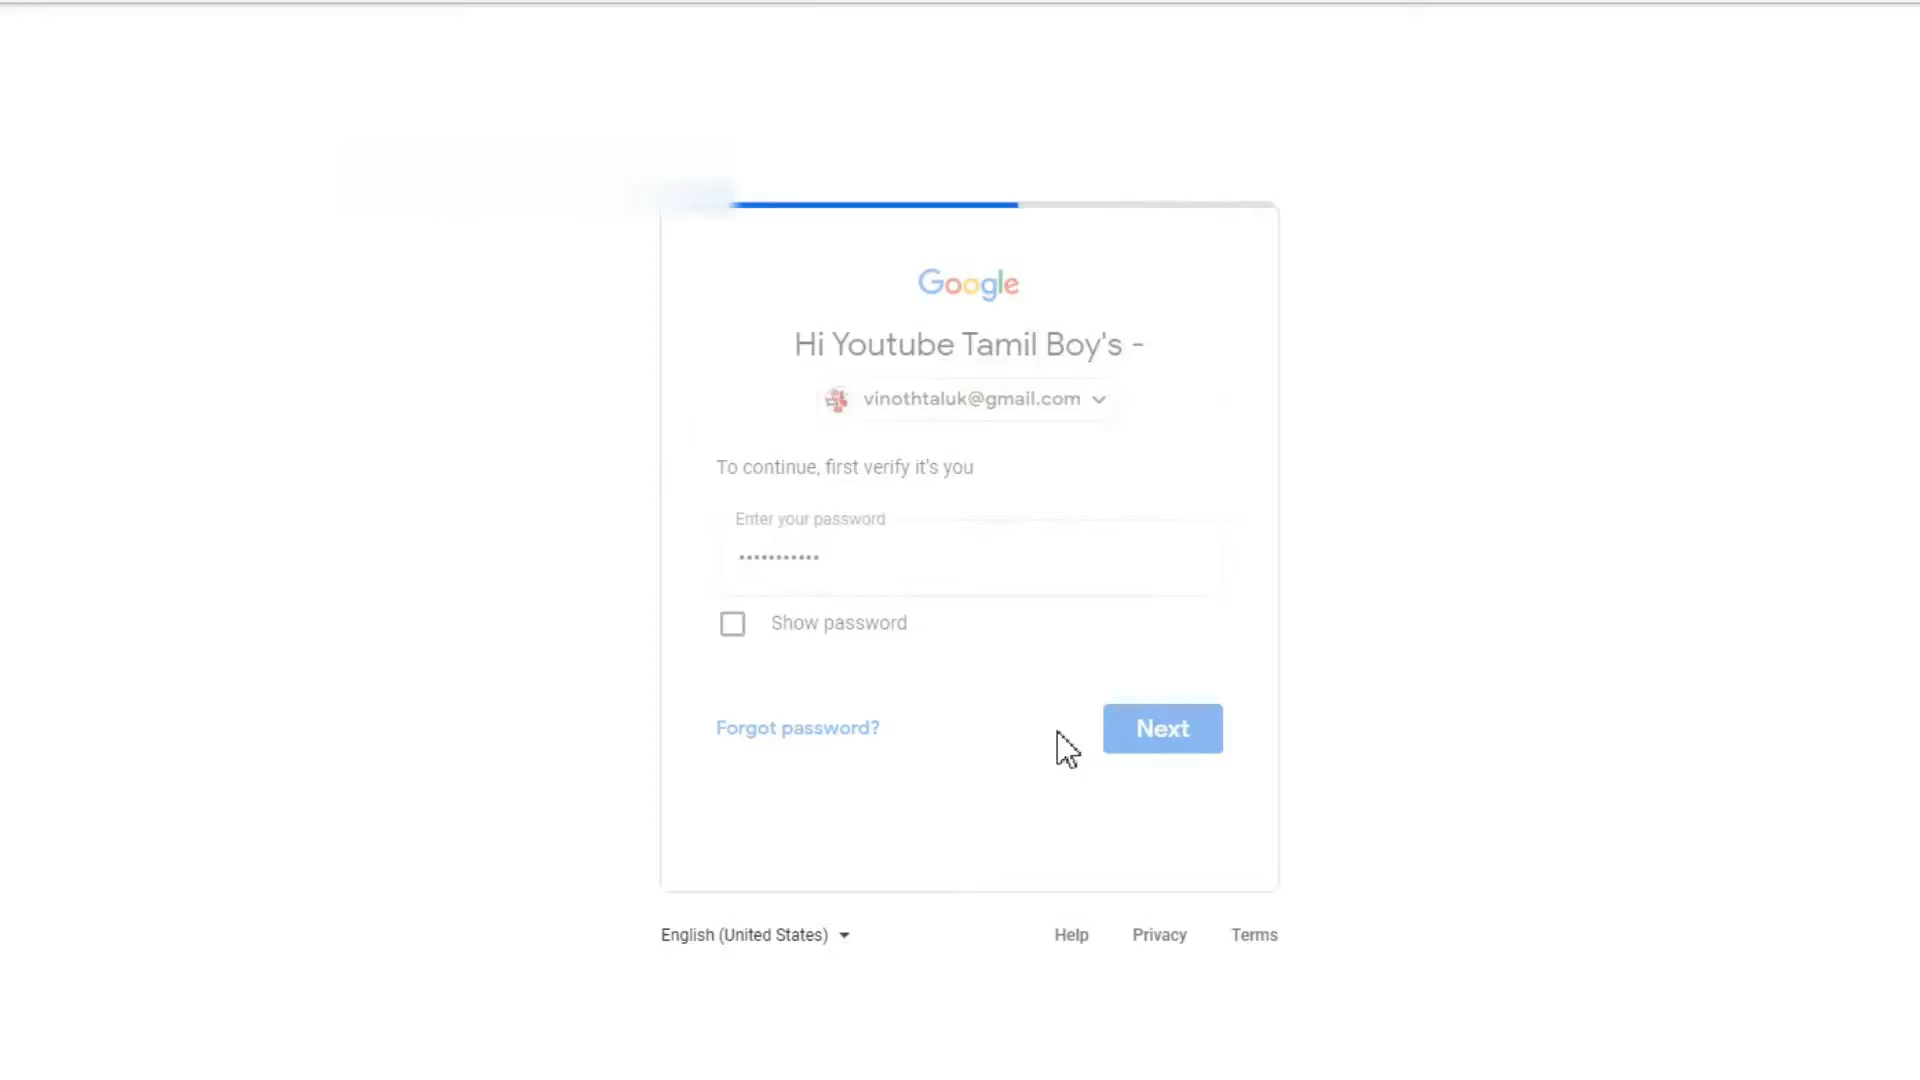 Google
Hi Youtube Tamil Boy's -
vinothtaluk@gmail.com
To continue, first verify it's you
Enter your password
•••••••••••
Show password
Forgot password?
Next
English (United States)
Help Privacy Terms